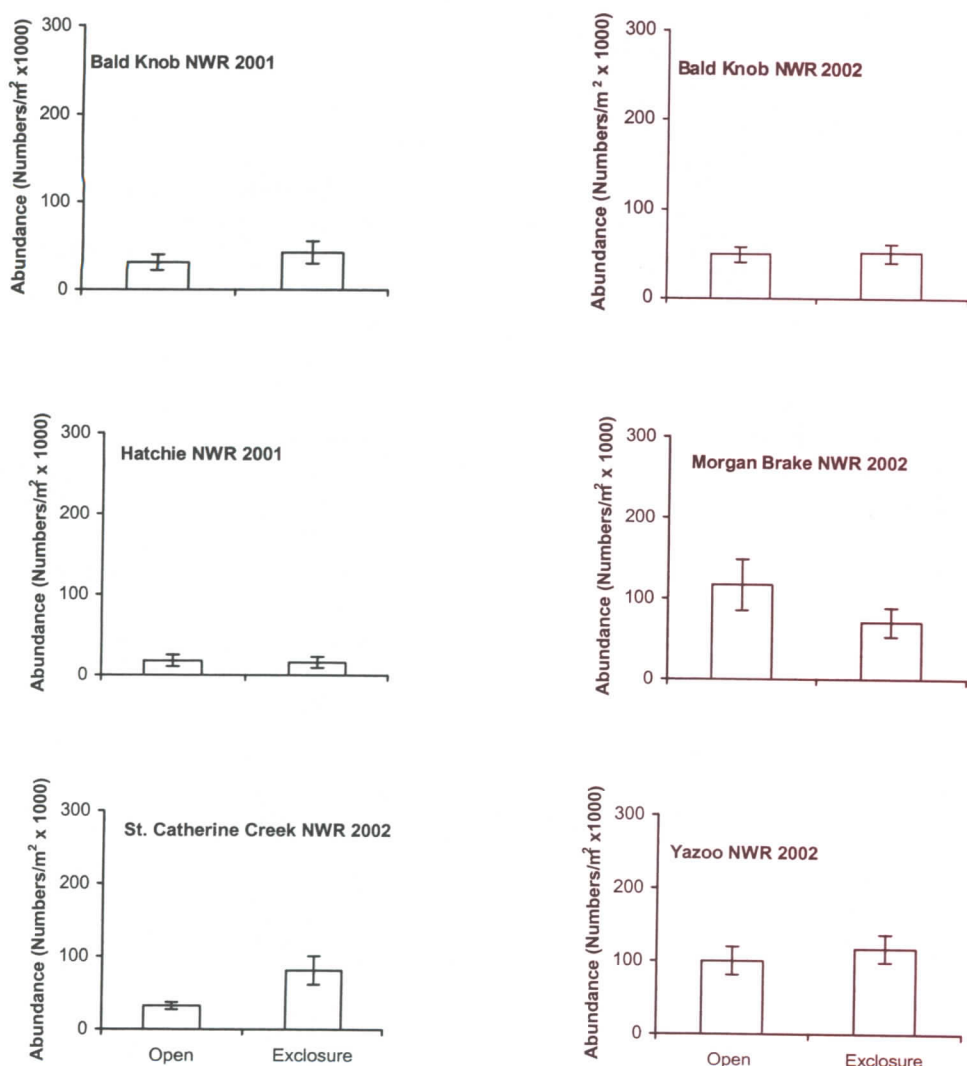 Abundance (Numbers/m² x1000)
300
200
100
0
Bald Knob NWR 2001
Abundance (Numbers/m² x 1000)
300
200
100
0
Bald Knob NWR 2002
Abundance (Numbers/m² x 1000)
300
200
100
0
Hatchie NWR 2001
Abundance (Numbers/m² x 1000)
300
200
100
0
Morgan Brake NWR 2002
Abundance (Numbers/m² x 1000)
300
200
100
0
St. Catherine Creek NWR 2002
Open Exclosure
Abundance (Numbers/m² x1000)
300
200
100
0
Yazoo NWR 2002
Open Exclosure